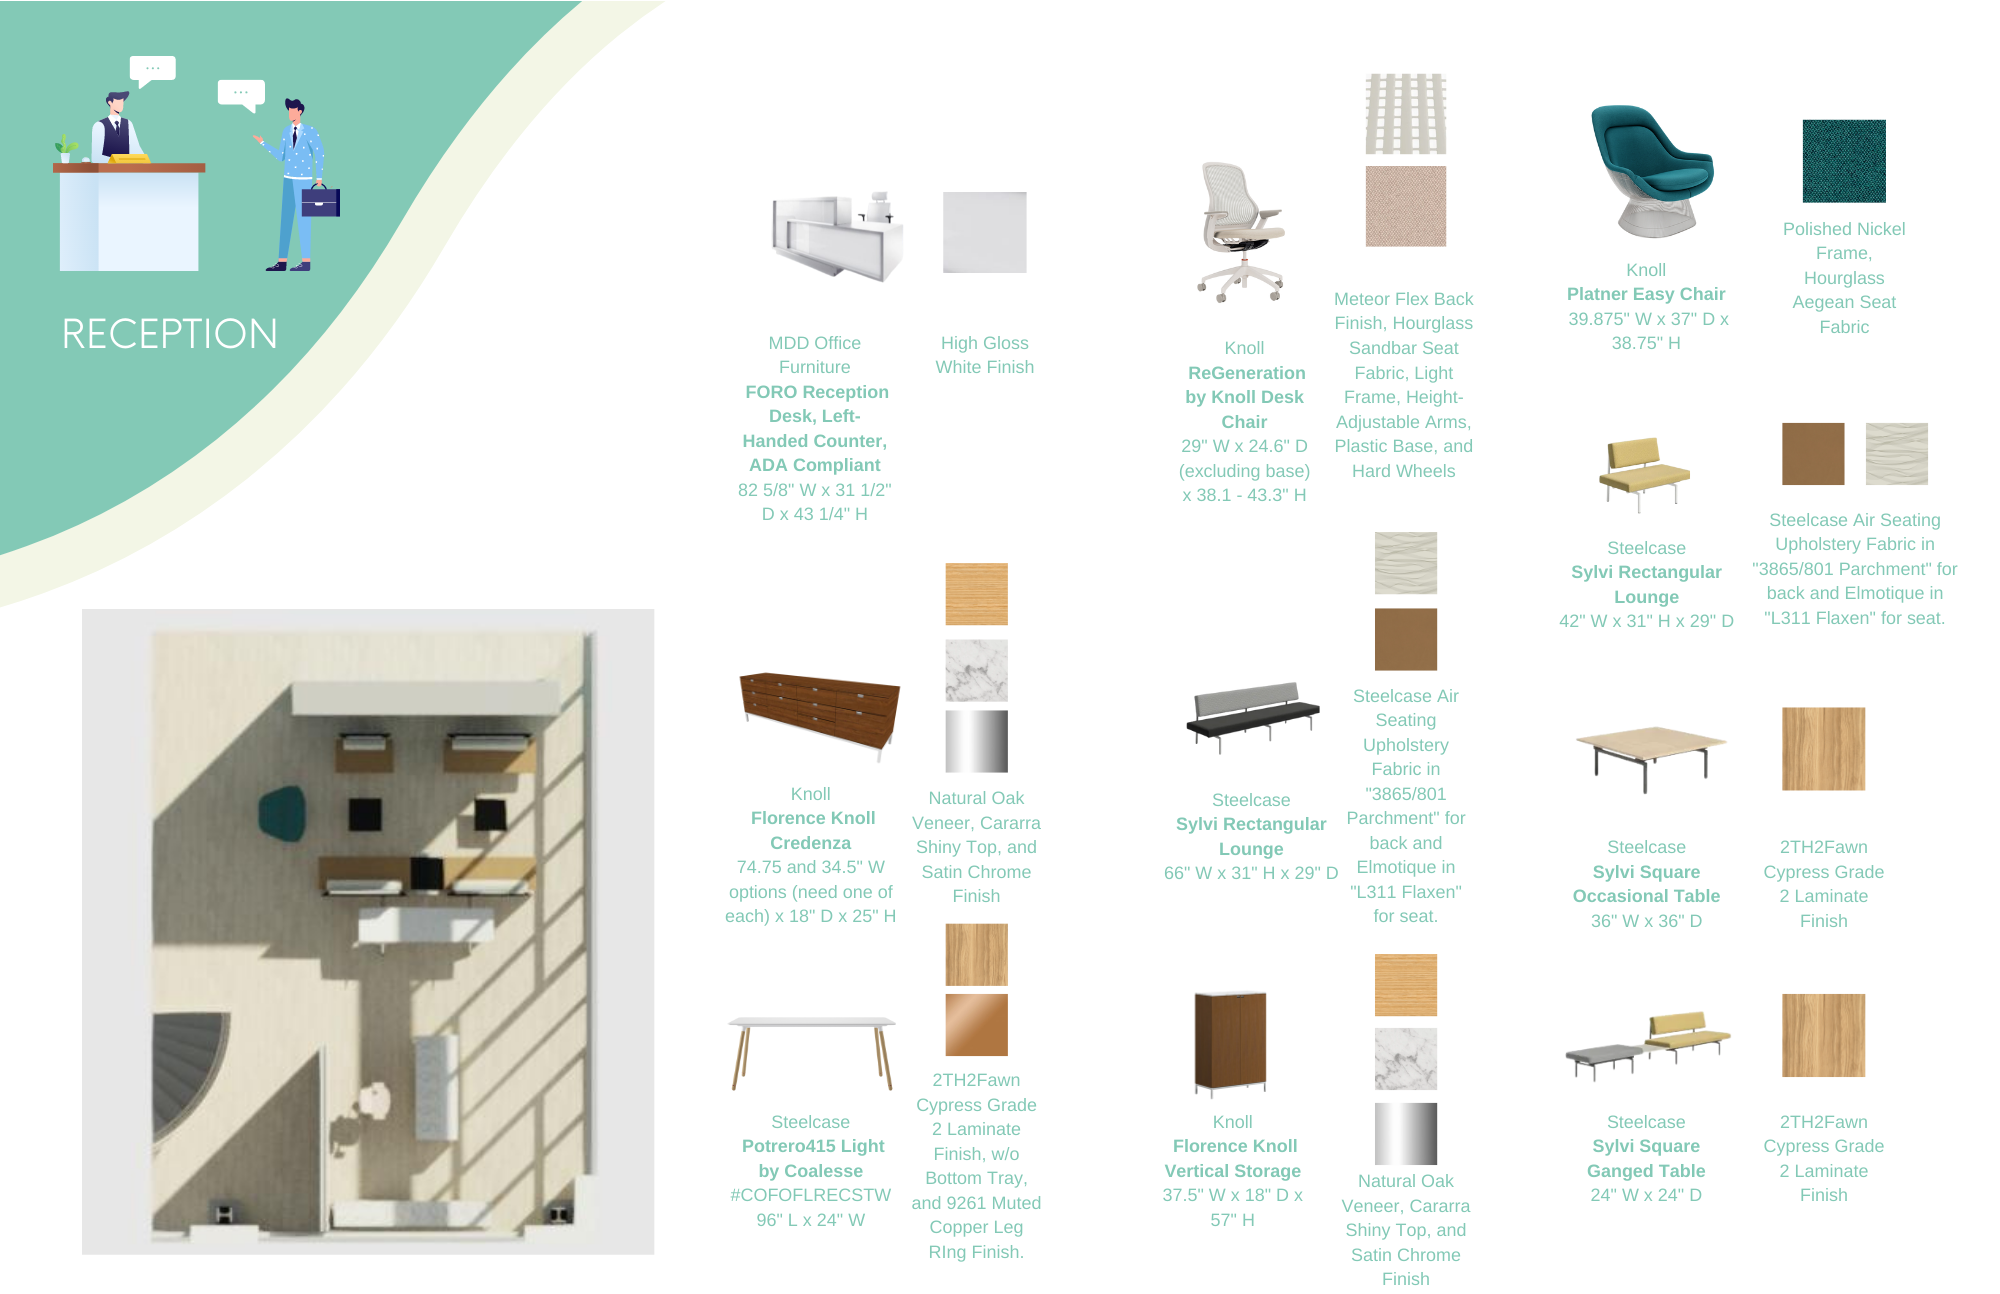 RECEPTION
MDD Office
Furniture
FORO Reception
Desk, Left-
Handed Counter,
ADA Compliant
82 5/8" W x 31 1/2"
D x 43 1/4" H
High Gloss
White Finish
Knoll
ReGeneration
by Knoll Desk
Chair
29" W x 24.6" D
(excluding base)
x 38.1 - 43.3" H
Meteor Flex Back
Finish, Hourglass
Sandbar Seat
Fabric, Light
Frame, Height-
Adjustable Arms,
Plastic Base, and
Hard Wheels
Knoll
Platner Easy Chair
39.875" W x 37" D x
38.75" H
Polished Nickel
Frame,
Hourglass
Aegean Seat
Fabric
Steelcase
Sylvi Rectangular
Lounge
42" W x 31" H x 29" D
Steelcase Air Seating
Upholstery Fabric in
"3865/801 Parchment" for
back and Elmotique in
"L311 Flaxen" for seat.
Knoll
Florence Knoll
Credenza
74.75 and 34.5" W
options (need one of
each) x 18" D x 25" H
Natural Oak
Veneer, Cararra
Shiny Top, and
Satin Chrome
Finish
Steelcase
Sylvi Rectangular
Lounge
66" W x 31" H x 29" D
Steelcase Air
Seating
Upholstery
Fabric in
"3865/801
Parchment" for
back and
Elmotique in
"L311 Flaxen"
for seat.
Steelcase
Sylvi Square
Occasional Table
36" W x 36" D
2TH2Fawn
Cypress Grade
2 Laminate
Finish
Steelcase
Potrero415 Light
by Coalesse
#COFOFLRECSTW
96" L x 24" W
2TH2Fawn
Cypress Grade
2 Laminate
Finish, w/o
Bottom Tray,
and 9261 Muted
Copper Leg
RIng Finish.
Knoll
Florence Knoll
Vertical Storage
37.5" W x 18" D x
57" H
Natural Oak
Veneer, Cararra
Shiny Top, and
Satin Chrome
Finish
Steelcase
Sylvi Square
Ganged Table
24" W x 24" D
2TH2Fawn
Cypress Grade
2 Laminate
Finish